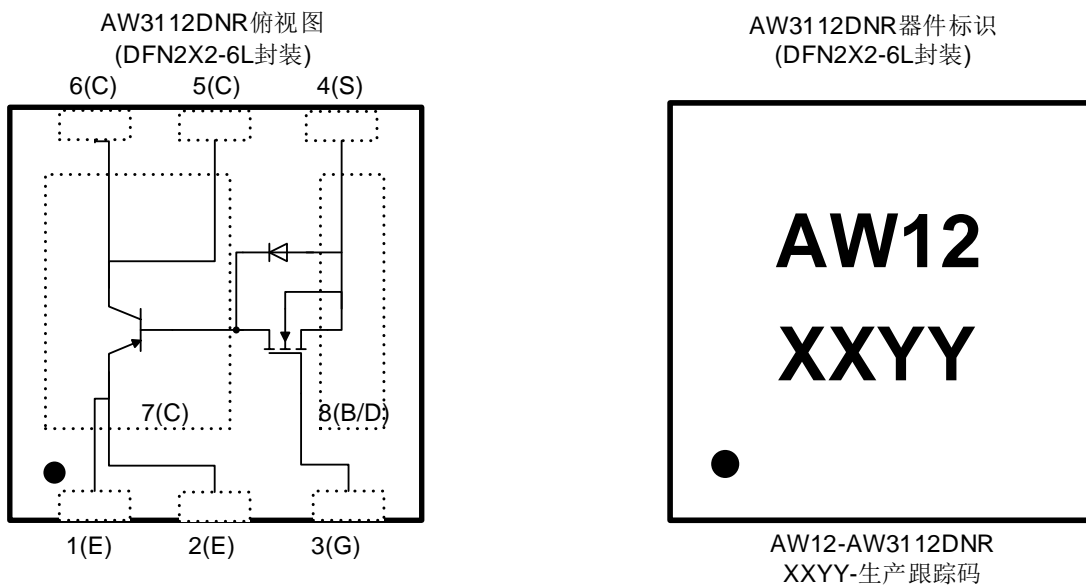 AW3112DNR俯视图
(DFN2X2-6L封装)
6(C) 5(C) 4(S)
7(C) 8(B/D)
1(E) 2(E) 3(G)
AW3112DNR器件标识
(DFN2X2-6L封装)
AW12
XXYY
AW12-AW3112DNR
XXYY-生产跟踪码